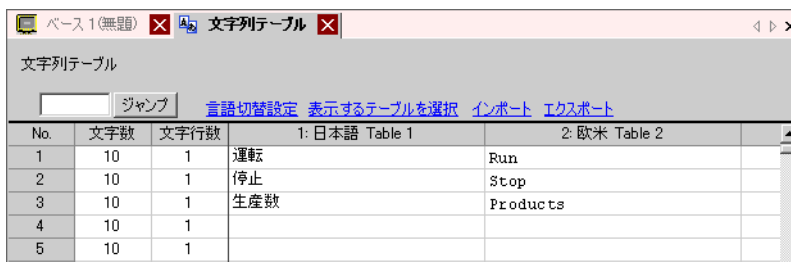 ベース 1(無題) 文字列テーブル
文字列テーブル
ジャンプ 言語切替設定 表示するテーブルを選択 インポート エクスポート
No. 文字数 文字行数 1: 日本語 Table 1 2: 欧米 Table 2
1 10 1 運転 Run
2 10 1 停止 Stop
3 10 1 生産数 Products
4 10 1
5 10 1